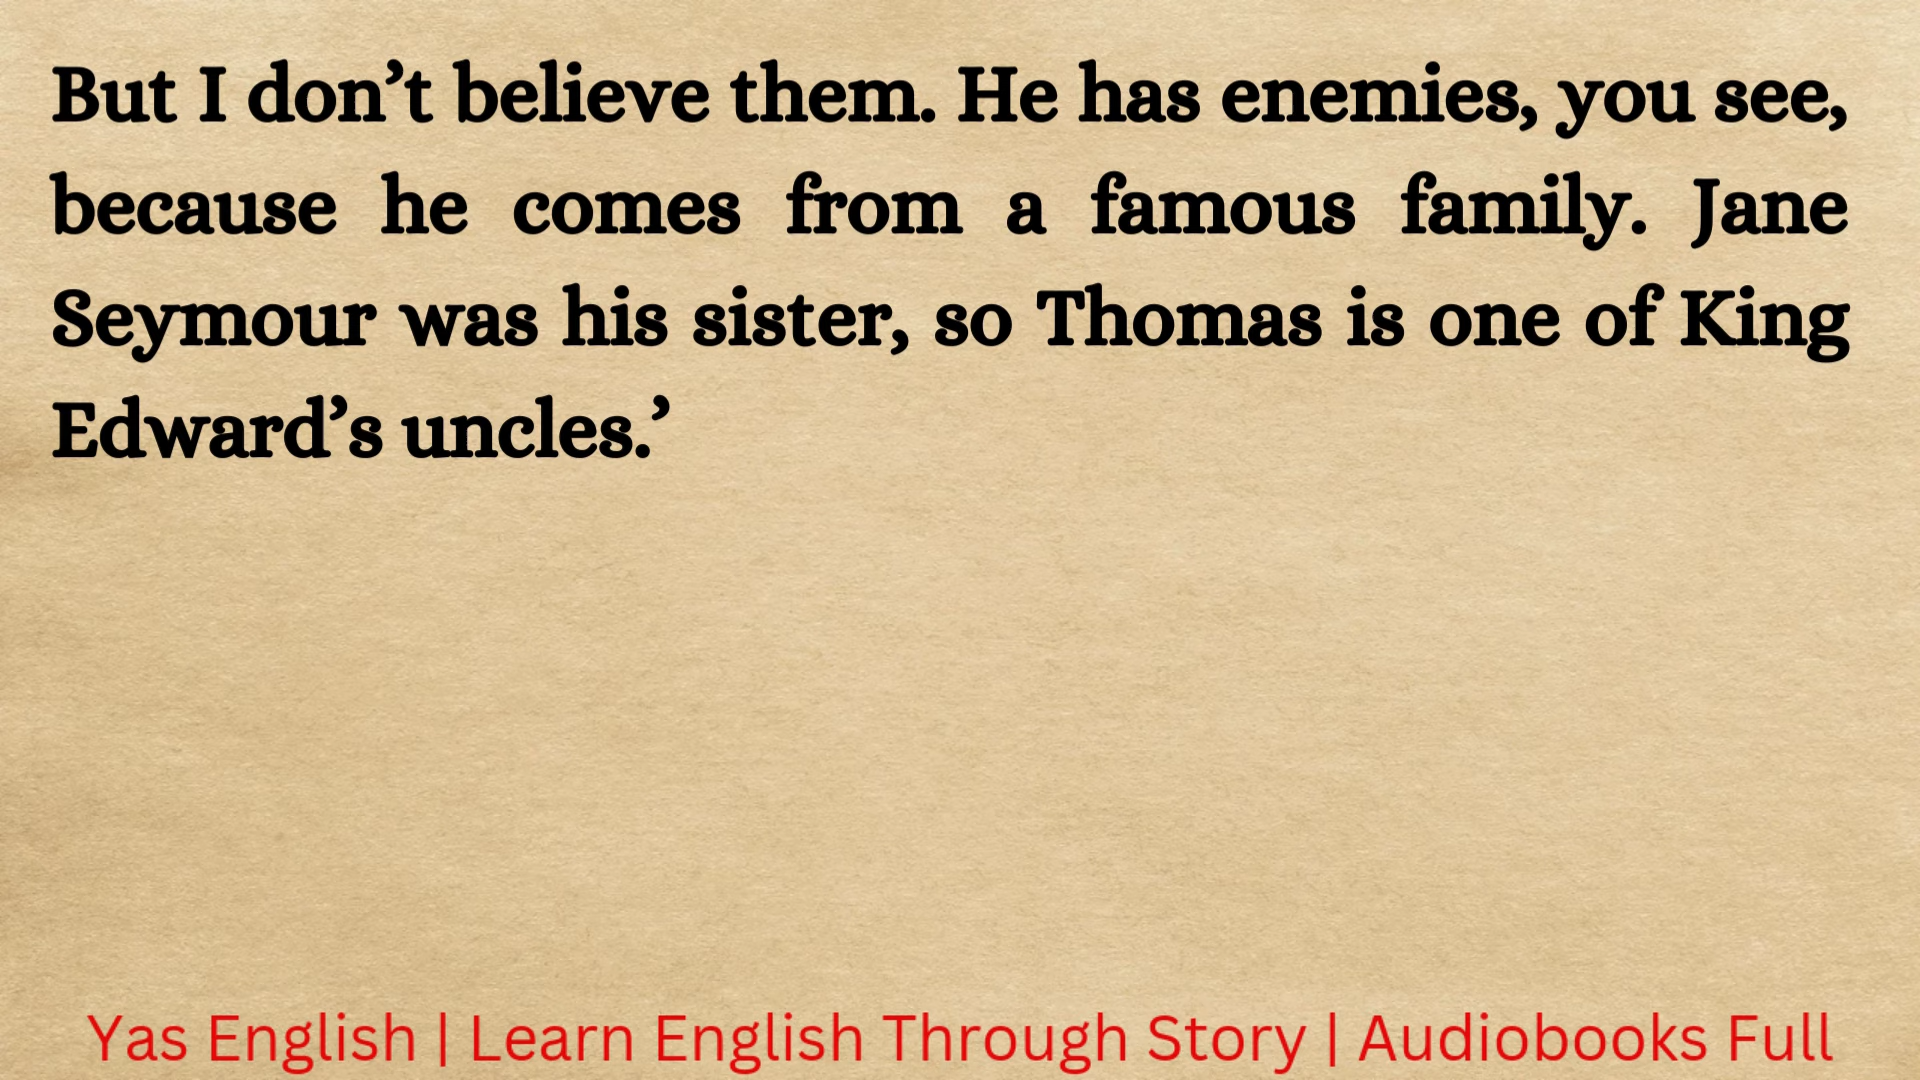 But I don’t believe them. He has enemies, you see,
because he comes from a famous family. Jane
Seymour was his sister, so Thomas is one of King
Edward’s uncles.’
Yas English | Learn English Through Story | Audiobooks Full